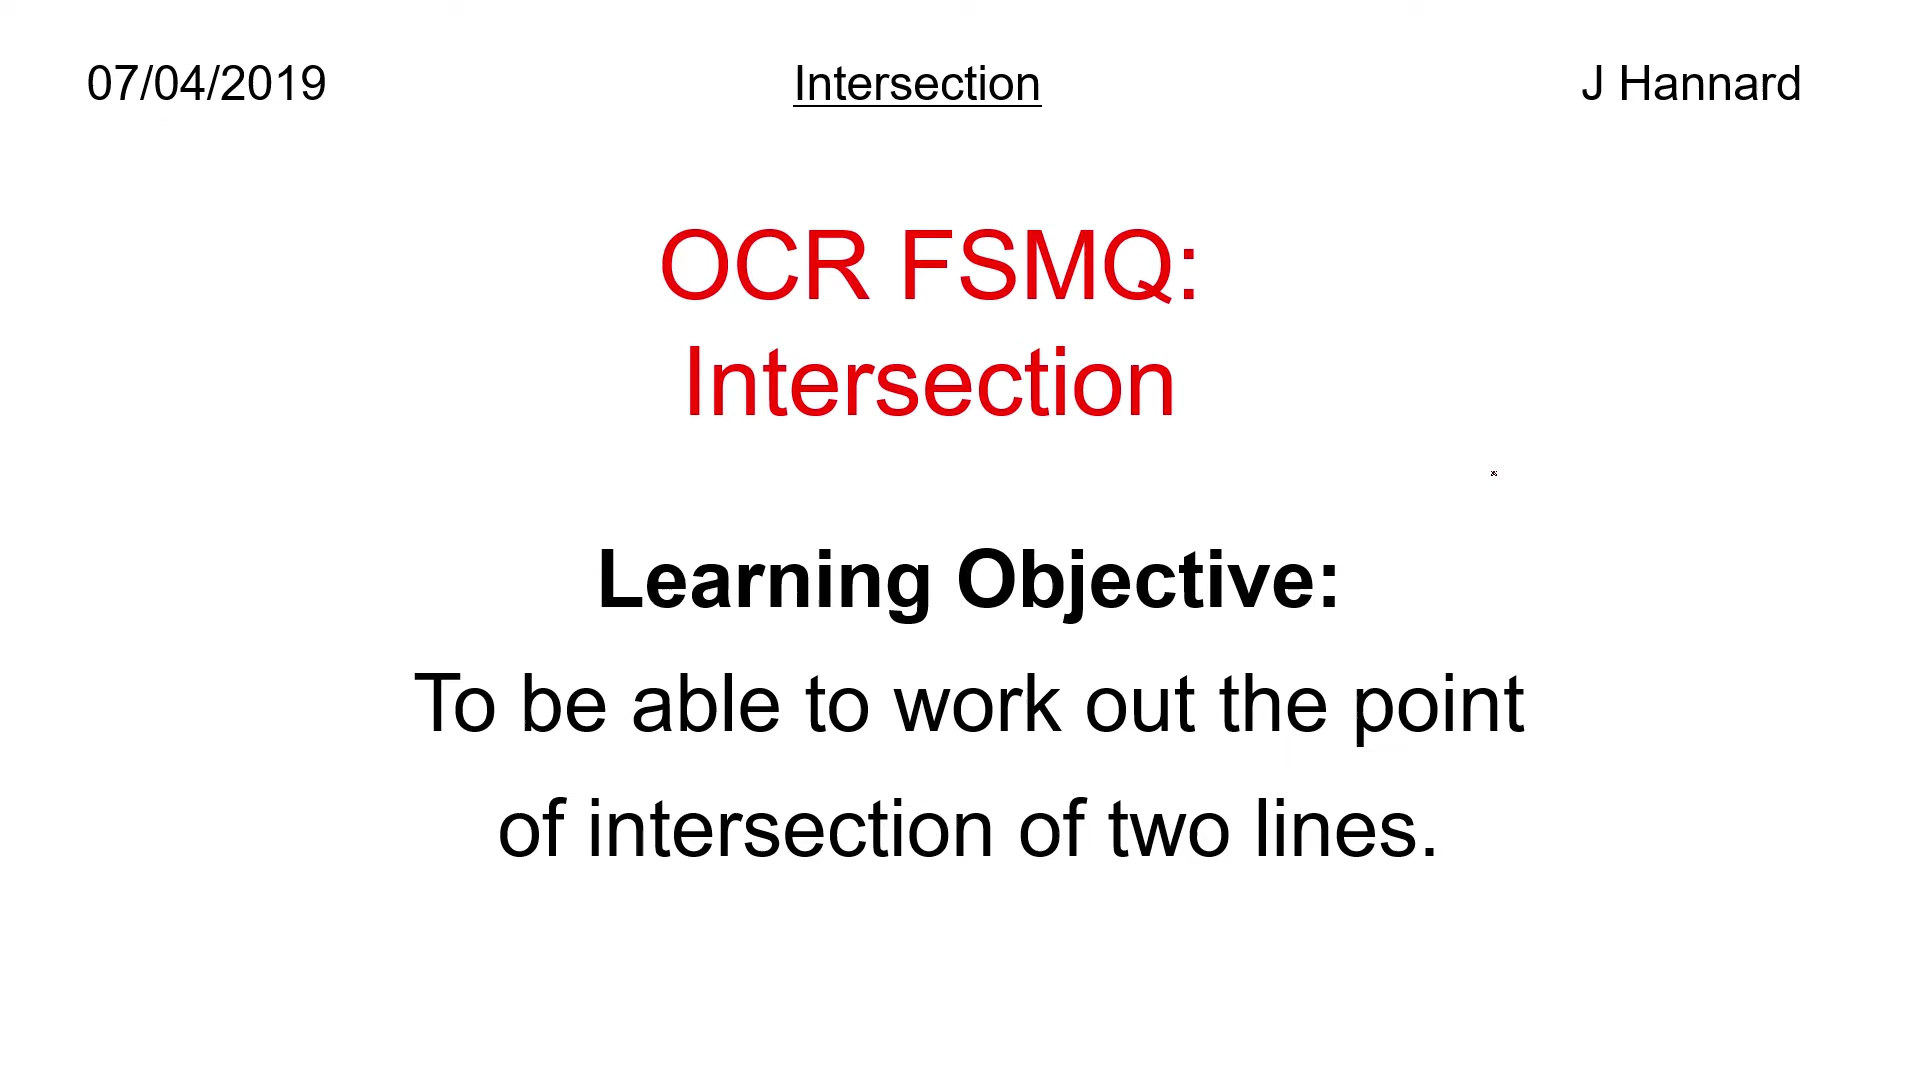 07/04/2019 Intersection J Hannard
OCR FSMQ:
Intersection
Learning Objective:
To be able to work out the point
of intersection of two lines.